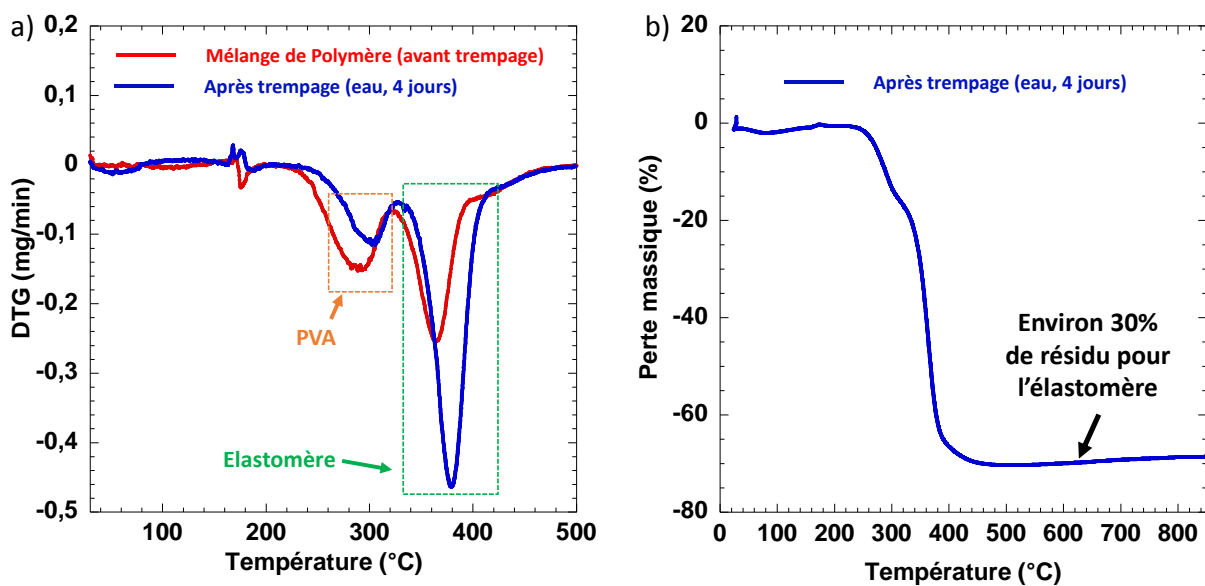 a)
0,2
0,1
0
-0,1
-0,2
-0,3
-0,4
-0,5
DTG (mg/min)
Mélange de Polymère (avant trempage)
Après trempage (eau, 4 jours)
PVA
Elastomère
100
200
300
400
500
Température (°C)
b)
20
0
-20
-40
-60
-80
Perte massique (%)
Après trempage (eau, 4 jours)
Environ 30%
de résidu pour
l'élastomère
0
100
200
300
400
500
600
700
800
Température (°C)